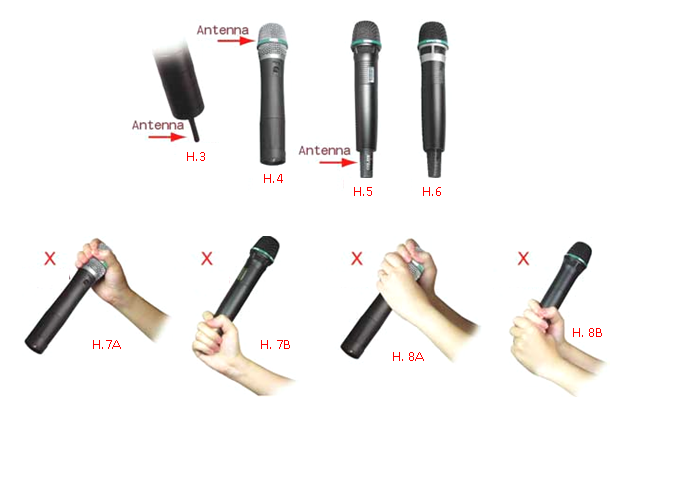 Antenna
Antenna
H.3
H.4
Antenna
H.5
H.6
X
X
X
X
H.7A
H. 7B
H. 8A
H. 8B